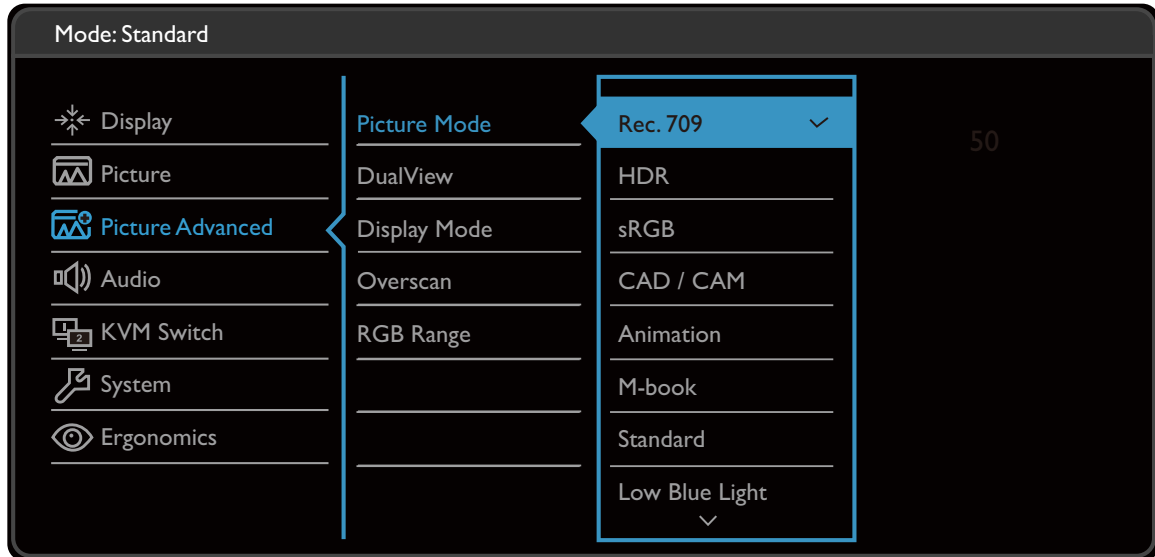 Mode: Standard
Display
Picture
Picture Advanced
Audio
2
KVM Switch
System
Ergonomics
Picture Mode
DualView
Display Mode
Overscan
RGB Range
Rec. 709
HDR
sRGB
CAD / CAM
Animation
M-book
Standard
Low Blue Light
50